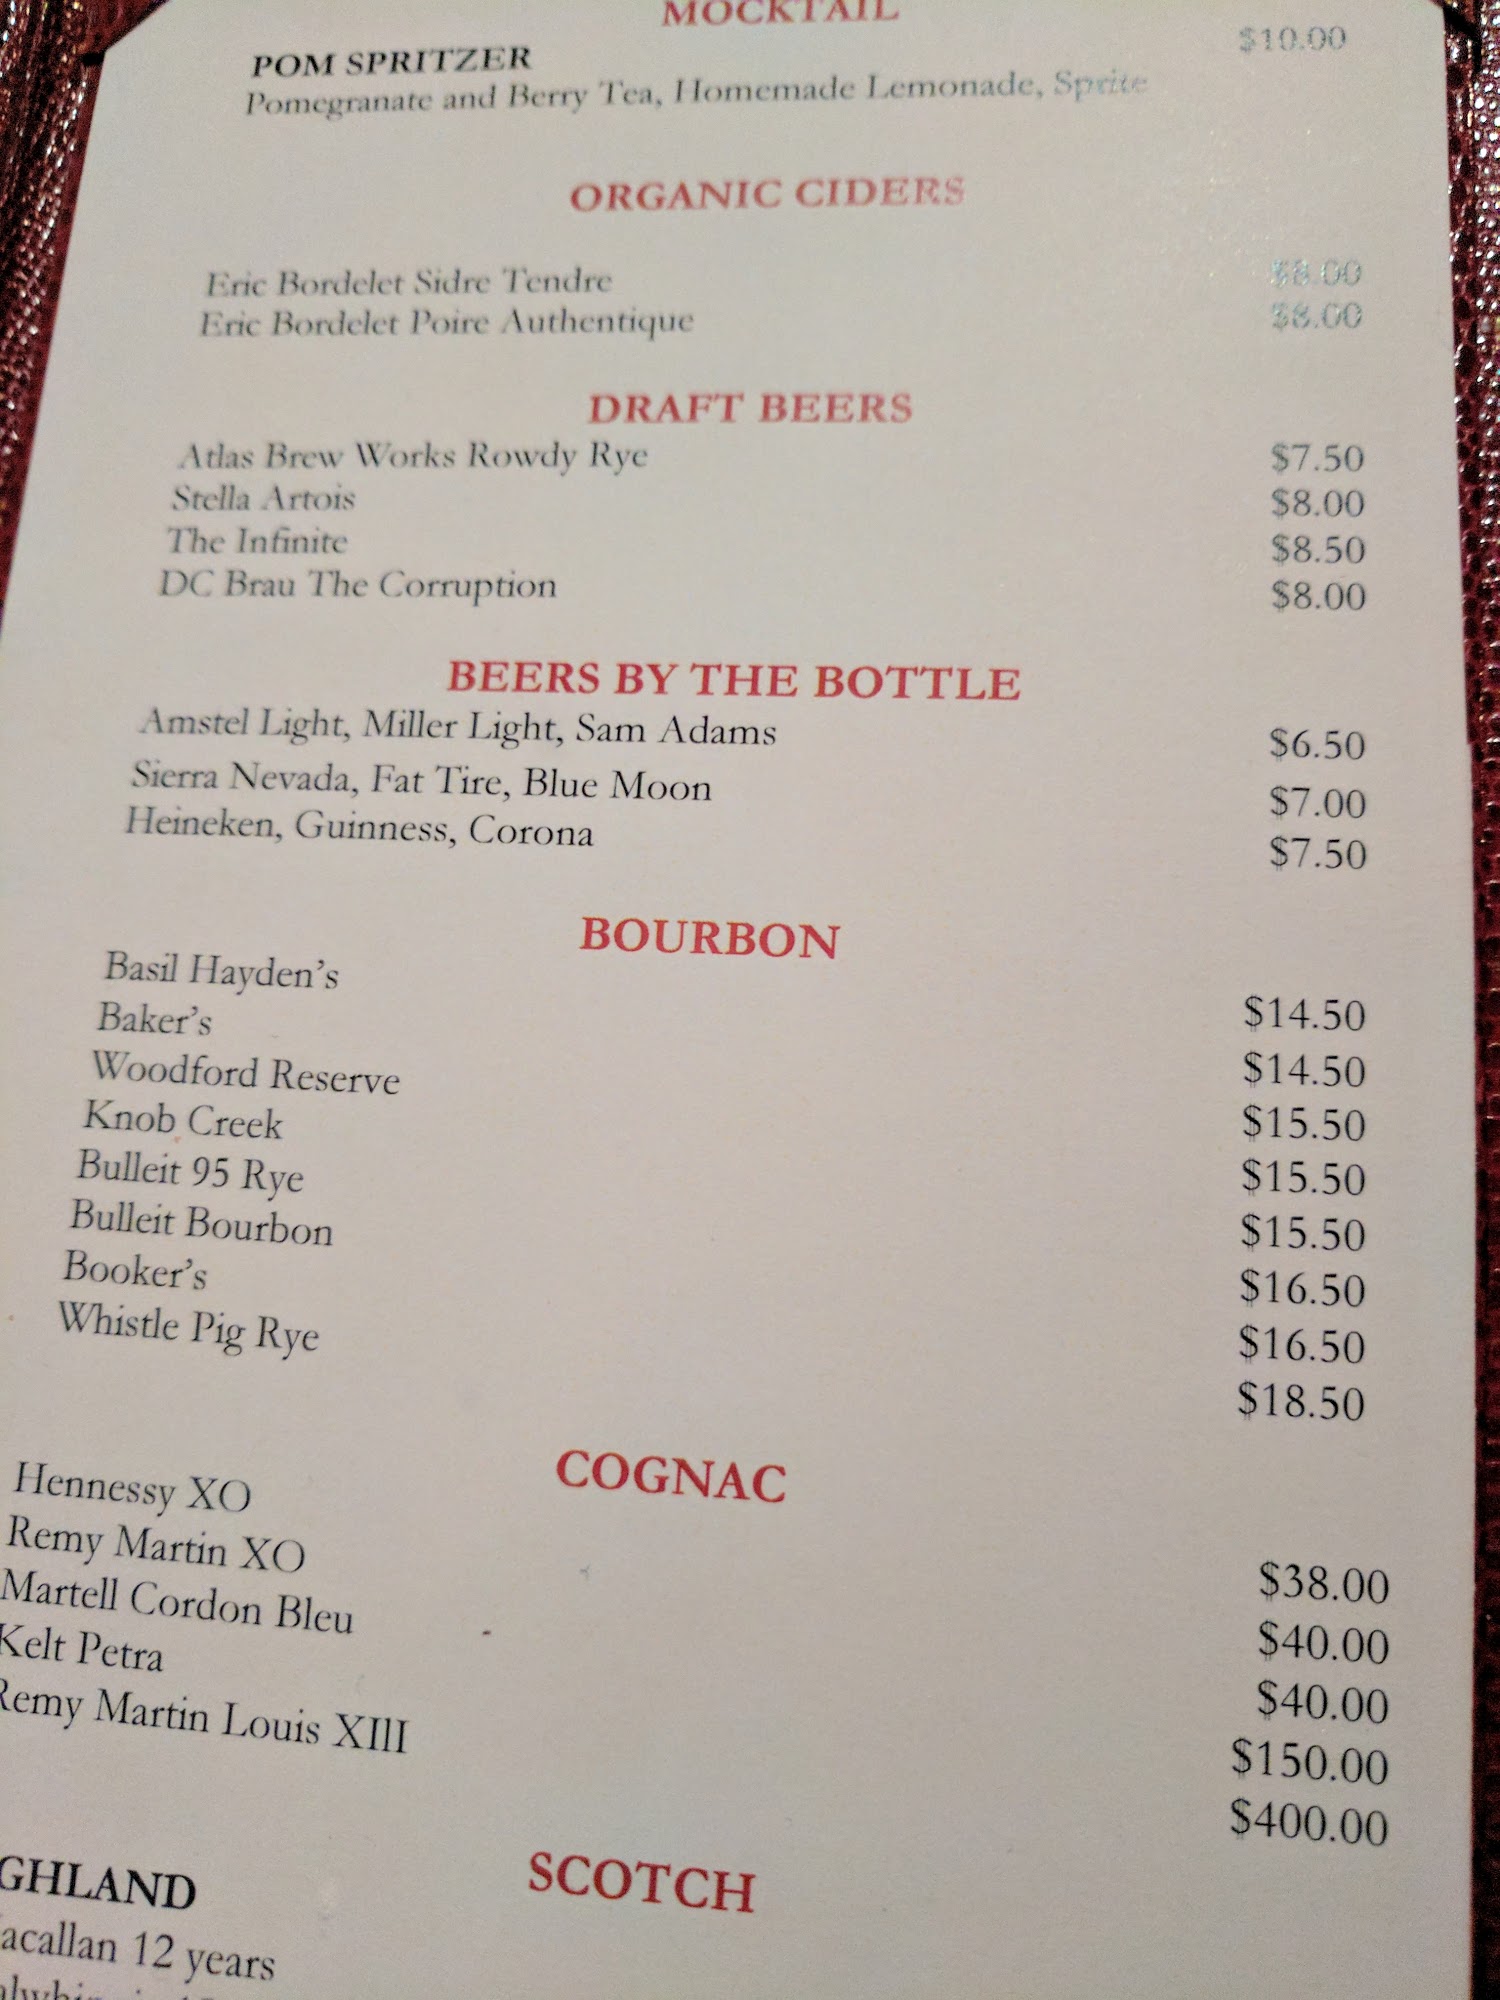 MOCKTAIL
POM SPRITZER $10.00
Pomegranate and Berry Tea, Homemade Lemonade, Sprite
ORGANIC CIDERS
Eric Bordelet Sidre Tendre $8.00
Eric Bordelet Poire Authentique $8.00
DRAFT BEERS
Atlas Brew Works Rowdy Rye $7.50
Stella Artois $8.00
The Infinite $8.50
DC Brau The Corruption $8.00
BEERS BY THE BOTTLE
Amstel Light, Miller Light, Sam Adams $6.50
Sierra Nevada, Fat Tire, Blue Moon $7.00
Heineken, Guinness, Corona $7.50
BOURBON
Basil Hayden's $14.50
Baker's $14.50
Woodford Reserve $15.50
Knob Creek $15.50
Bulleit 95 Rye $15.50
Bulleit Bourbon $16.50
Booker's $16.50
Whistle Pig Rye $18.50
COGNAC
Hennessy XO $38.00
Remy Martin XO $40.00
Martell Cordon Bleu $40.00
Kelt Petra $150.00
Remy Martin Louis XIII $400.00
SCOTCH
GHLAND
acallan 12 years